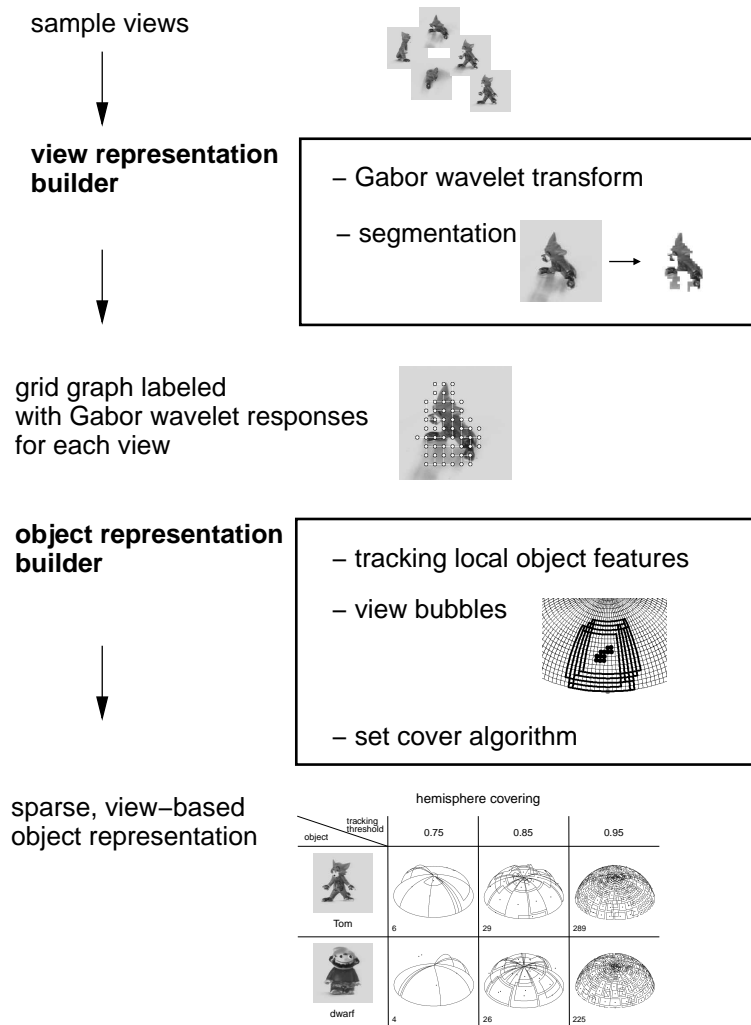 sample views
view representation
builder
– Gabor wavelet transform
– segmentation
grid graph labeled
with Gabor wavelet responses
for each view
object representation
builder
– tracking local object features
– view bubbles
– set cover algorithm
sparse, view–based
object representation
hemisphere covering
tracking
threshold
object
0.75
0.85
0.95
Tom
6
29
289
dwarf
4
26
225